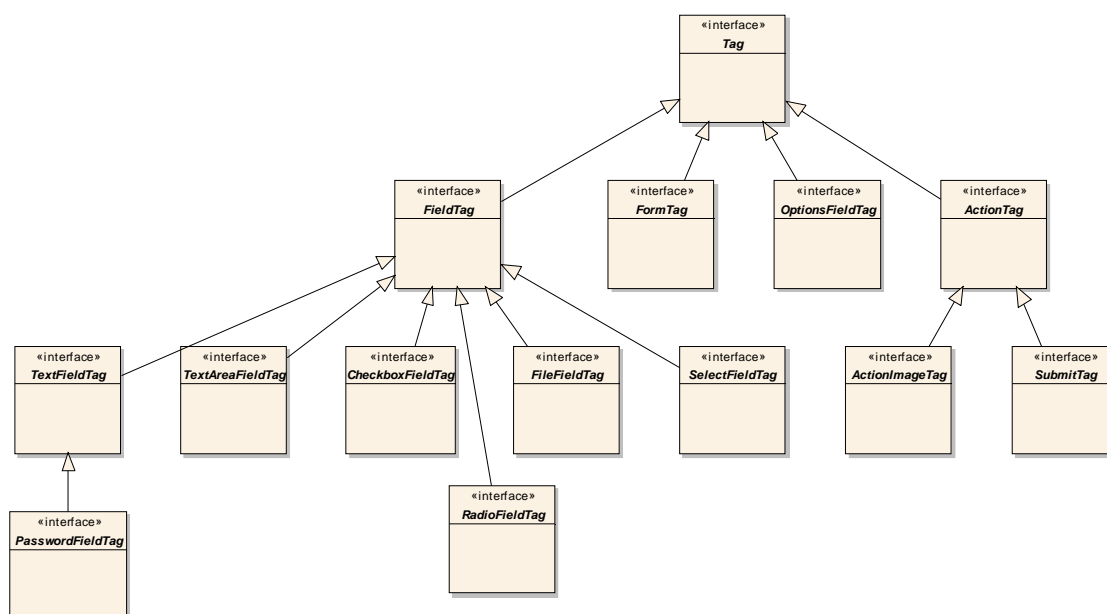 «interface»
Tag
«interface»
FieldTag
«interface»
FormTag
«interface»
OptionsFieldTag
«interface»
ActionTag
«interface»
TextFieldTag
«interface»
TextAreaFieldTag
«interface»
CheckboxFieldTag
«interface»
FileFieldTag
«interface»
SelectFieldTag
«interface»
ActionImageTag
«interface»
SubmitTag
«interface»
RadioFieldTag
«interface»
PasswordFieldTag